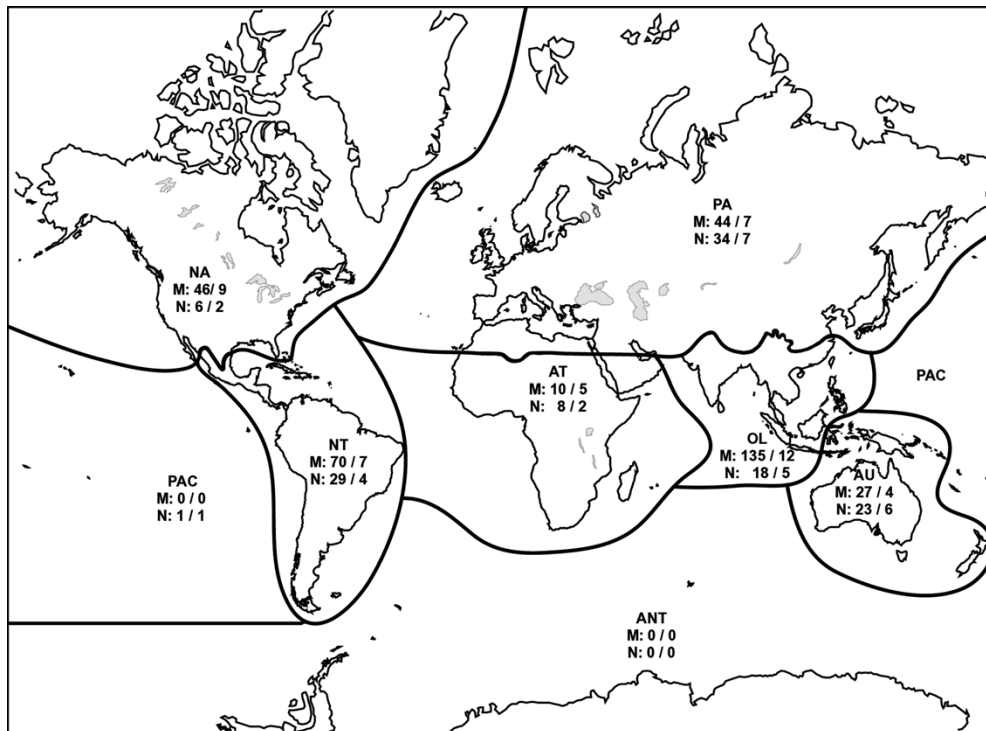 PA
M: 44 / 7
N: 34 / 7
NA
M: 46/ 9
N: 6 / 2
AT
M: 10 / 5
N: 8 / 2
PAC
NT
M: 70 / 7
N: 29 / 4
OL
M: 135 / 12
N: 18 / 5
PAC
M: 0 / 0
N: 1 / 1
AU
M: 27 / 4
N: 23 / 6
ANT
M: 0 / 0
N: 0 / 0